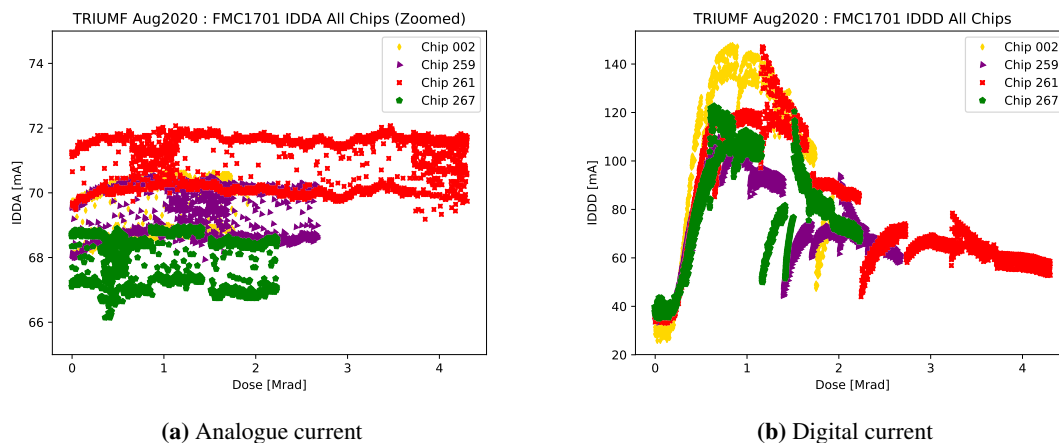 TRIUMF Aug2020 : FMC1701 IDDA All Chips (Zoomed)
74
72
70
68
66
IDDA [mA]
Chip 002
Chip 259
Chip 261
Chip 267
0 1 2 3 4
Dose [Mrad]
(a) Analogue current
TRIUMF Aug2020 : FMC1701 IDDD All Chips
140
120
100
80
60
40
20
IDDD [mA]
Chip 002
Chip 259
Chip 261
Chip 267
0 1 2 3 4
Dose [Mrad]
(b) Digital current